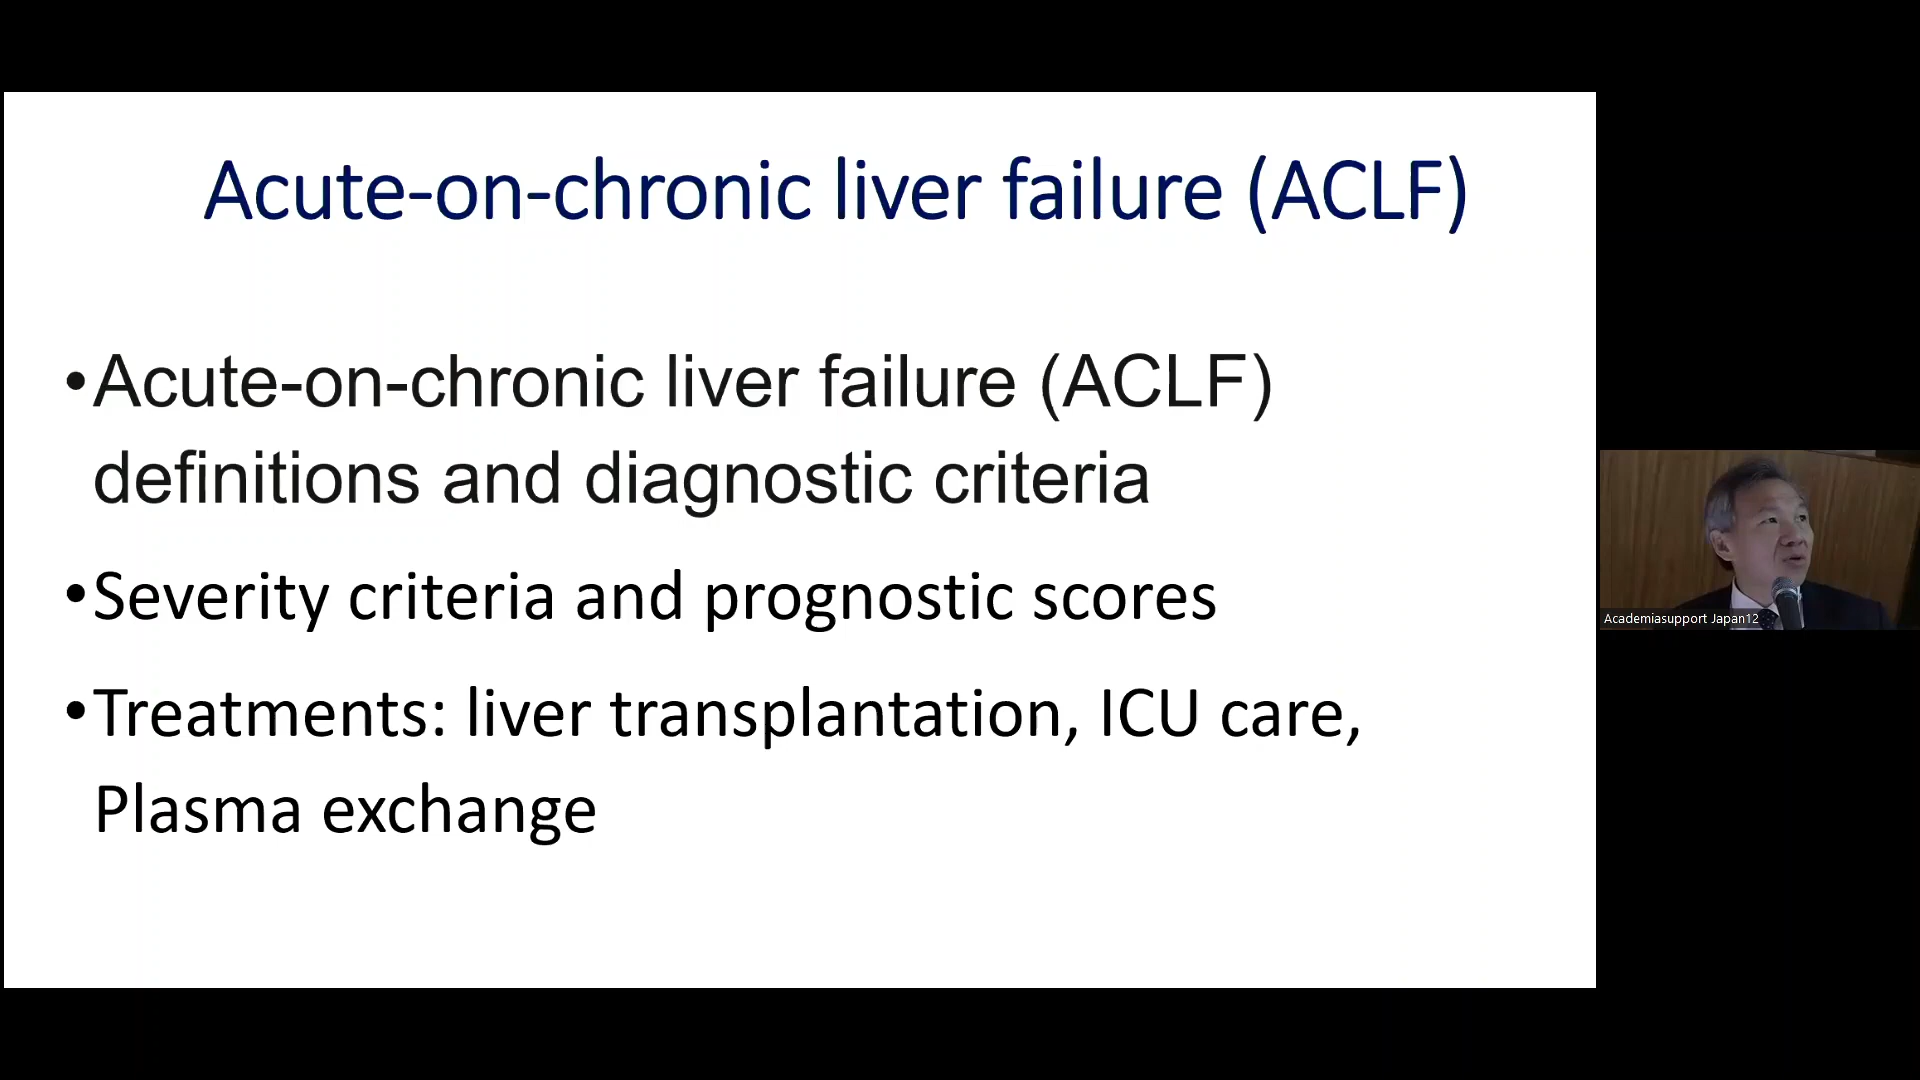 Acute-on-chronic liver failure (ACLF)
•Acute-on-chronic liver failure (ACLF)
definitions and diagnostic criteria
•Severity criteria and prognostic scores
•Treatments: liver transplantation, ICU care,
Plasma exchange
Academiasupport Japan12